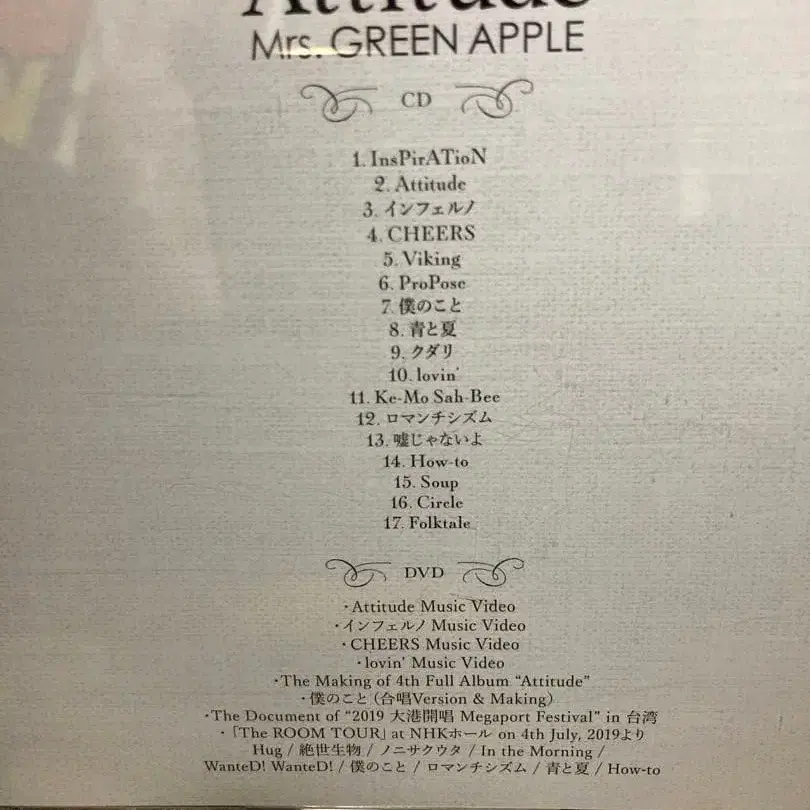 Attitude
Mrs. GREEN APPLE
CD
1. InsPirATioN
2. Attitude
3. インフェルノ
4. CHEERS
5. Viking
6. ProPose
7. 僕のこと
8. 青と夏
9. クダリ
10. lovin'
11. Ke-Mo Sah-Bee
12. ロマンチシズム
13. 嘘じゃないよ
14. How-to
15. Soup
16. Circle
17. Folktale
DVD
・Attitude Music Video
・インフェルノ Music Video
・CHEERS Music Video
・lovin' Music Video
・The Making of 4th Full Album “Attitude”
・僕のこと（合唱Version & Making）
・The Document of “2019 大港開唱 Megaport Festival” in 台湾
・「The ROOM TOUR」at NHKホール on 4th July, 2019より
Hug / 絶世生物 / ノニサクウタ / In the Morning /
WanteD! WanteD! / 僕のこと / ロマンチシズム / 青と夏 / How-to